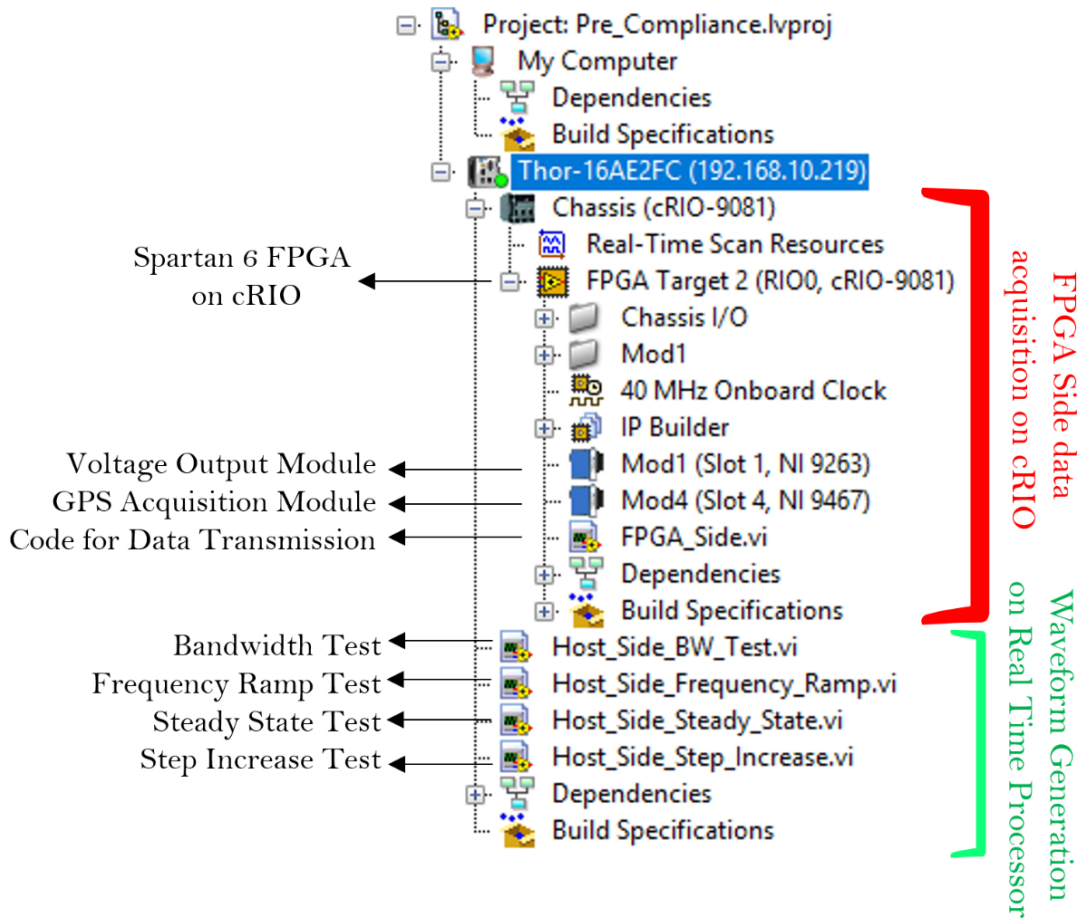 Project: Pre_Compliance.lvproj
My Computer
Dependencies
Build Specifications
Thor-16AE2FC (192.168.10.219)
Chassis (cRIO-9081)
Real-Time Scan Resources
FPGA Target 2 (RIO0, cRIO-9081)
Chassis I/O
Mod1
40 MHz Onboard Clock
IP Builder
Mod1 (Slot 1, NI 9263)
Mod4 (Slot 4, NI 9467)
FPGA_Side.vi
Dependencies
Build Specifications
Host_Side_BW_Test.vi
Host_Side_Frequency_Ramp.vi
Host_Side_Steady_State.vi
Host_Side_Step_Increase.vi
Dependencies
Build Specifications
Spartan 6 FPGA
on cRIO
Voltage Output Module
GPS Acquisition Module
Code for Data Transmission
Bandwidth Test
Frequency Ramp Test
Steady State Test
Step Increase Test
FPGA Side data
acquisition on cRIO
Waveform Generation
on Real Time Processor